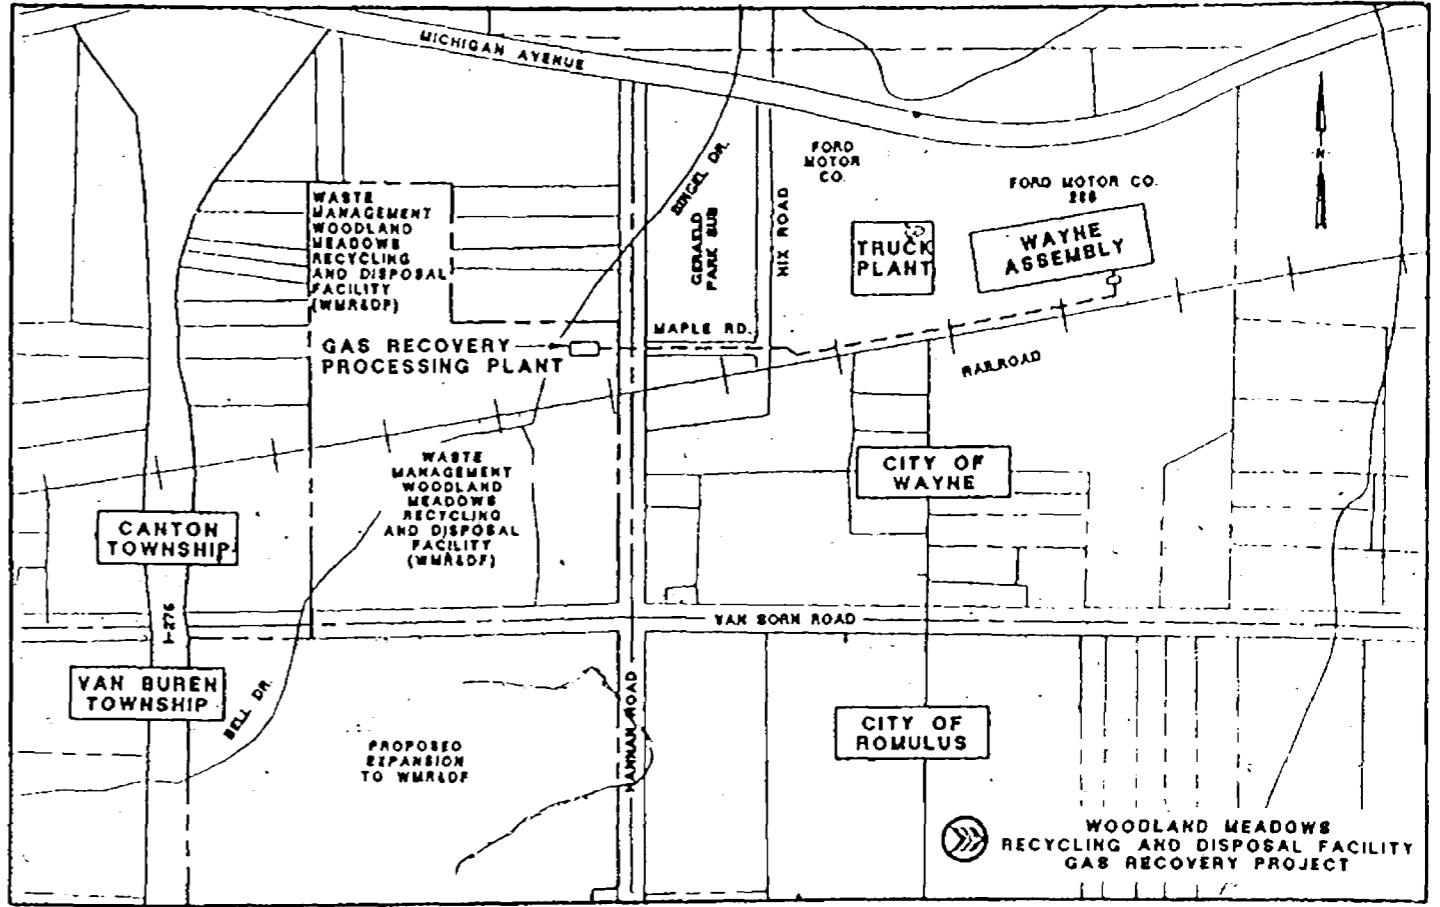 MICHIGAN AVENUE
FORD
MOTOR
CO.
N
FORD MOTOR CO.
WASTE
MANAGEMENT
WOODLAND
MEADOWS
RECYCLING
AND DISPOSAL
FACILITY
(WMR&DF)
GERAELD
PARK SUB
HIX ROAD
TRUCK
PLANT
WAYNE
ASSEMBLY
MAPLE RD.
GAS RECOVERY
PROCESSING PLANT
RAILROAD
WASTE
MANAGEMENT
WOODLAND
MEADOWS
RECYCLING
AND DISPOSAL
FACILITY
(WMR&DF)
CITY OF
WAYNE
CANTON
TOWNSHIP
I-275
VAN BORN ROAD
VAN BUREN
TOWNSHIP
BELL DR.
HANNAN ROAD
PROPOSED
EXPANSION
TO WMR&DF
CITY OF
ROMULUS
WOODLAND MEADOWS
RECYCLING AND DISPOSAL FACILITY
GAS RECOVERY PROJECT